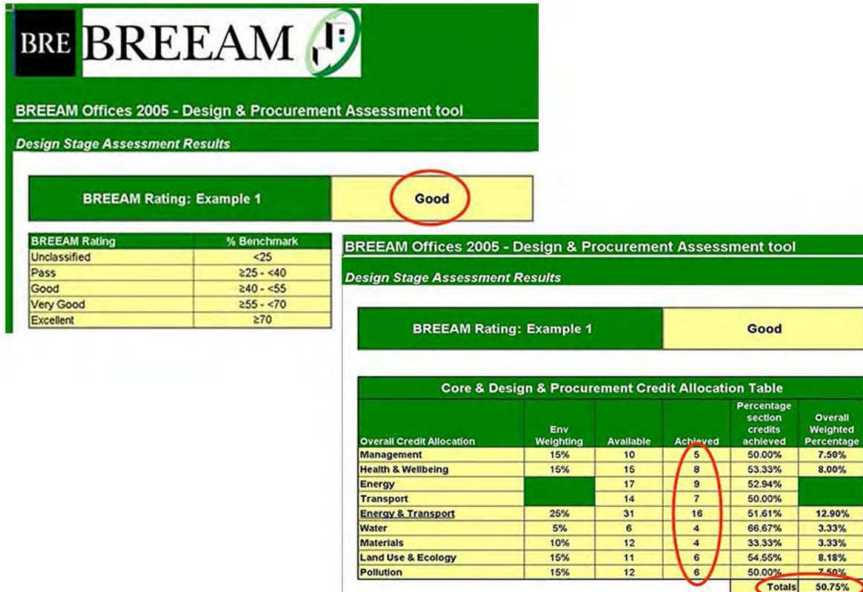 BRE BREEAM
BREEAM Offices 2005 - Design & Procurement Assessment tool
Design Stage Assessment Results
BREEAM Rating: Example 1 Good
BREEAM Rating % Benchmark
Unclassified <25
Pass ≥25 - <40
Good ≥40 - <55
Very Good ≥55 - <70
Excellent ≥70
BREEAM Offices 2005 - Design & Procurement Assessment tool
Design Stage Assessment Results
BREEAM Rating: Example 1 Good
Core & Design & Procurement Credit Allocation Table
Overall Credit Allocation Env Weighting Available Achieved Percentage section credits achieved Overall Weighted Percentage
Management 15% 10 5 50.00% 7.50%
Health & Wellbeing 15% 15 8 53.33% 8.00%
Energy 17 9 52.94%
Transport 14 7 50.00%
Energy & Transport 25% 31 16 51.61% 12.90%
Water 5% 6 4 66.67% 3.33%
Materials 10% 12 4 33.33% 3.33%
Land Use & Ecology 15% 11 6 54.55% 8.18%
Pollution 15% 12 6 50.00% 7.50%
Totals 50.75%